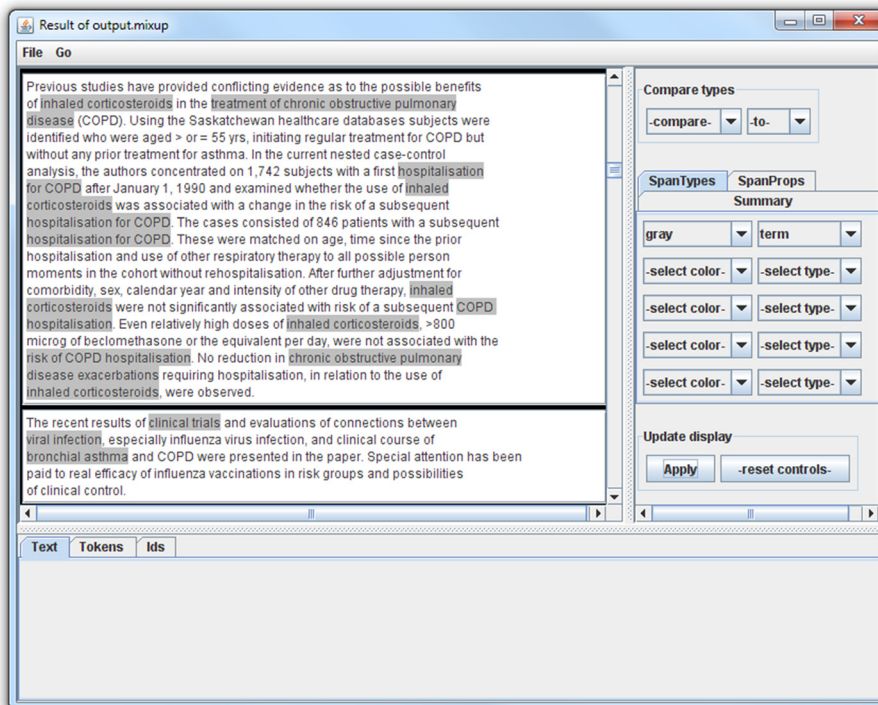 Result of output.mixup
File Go
Previous studies have provided conflicting evidence as to the possible benefits
of inhaled corticosteroids in the treatment of chronic obstructive pulmonary
disease (COPD). Using the Saskatchewan healthcare databases subjects were
identified who were aged > or = 55 yrs, initiating regular treatment for COPD but
without any prior treatment for asthma. In the current nested case-control
analysis, the authors concentrated on 1,742 subjects with a first hospitalisation
for COPD after January 1, 1990 and examined whether the use of inhaled
corticosteroids was associated with a change in the risk of a subsequent
hospitalisation for COPD. The cases consisted of 846 patients with a subsequent
hospitalisation for COPD. These were matched on age, time since the prior
hospitalisation and use of other respiratory therapy to all possible person
moments in the cohort without rehospitalisation. After further adjustment for
comorbidity, sex, calendar year and intensity of other drug therapy, inhaled
corticosteroids were not significantly associated with risk of a subsequent COPD
hospitalisation. Even relatively high doses of inhaled corticosteroids, >800
microg of beclomethasone or the equivalent per day, were not associated with the
risk of COPD hospitalisation. No reduction in chronic obstructive pulmonary
disease exacerbations requiring hospitalisation, in relation to the use of
inhaled corticosteroids, were observed.
The recent results of clinical trials and evaluations of connections between
viral infection, especially influenza virus infection, and clinical course of
bronchial asthma and COPD were presented in the paper. Special attention has been
paid to real efficacy of influenza vaccinations in risk groups and possibilities
of clinical control.
Compare types
-compare- -to-
SpanTypes SpanProps
Summary
gray term
-select color- -select type-
-select color- -select type-
-select color- -select type-
-select color- -select type-
Update display
Apply -reset controls-
Text Tokens Ids